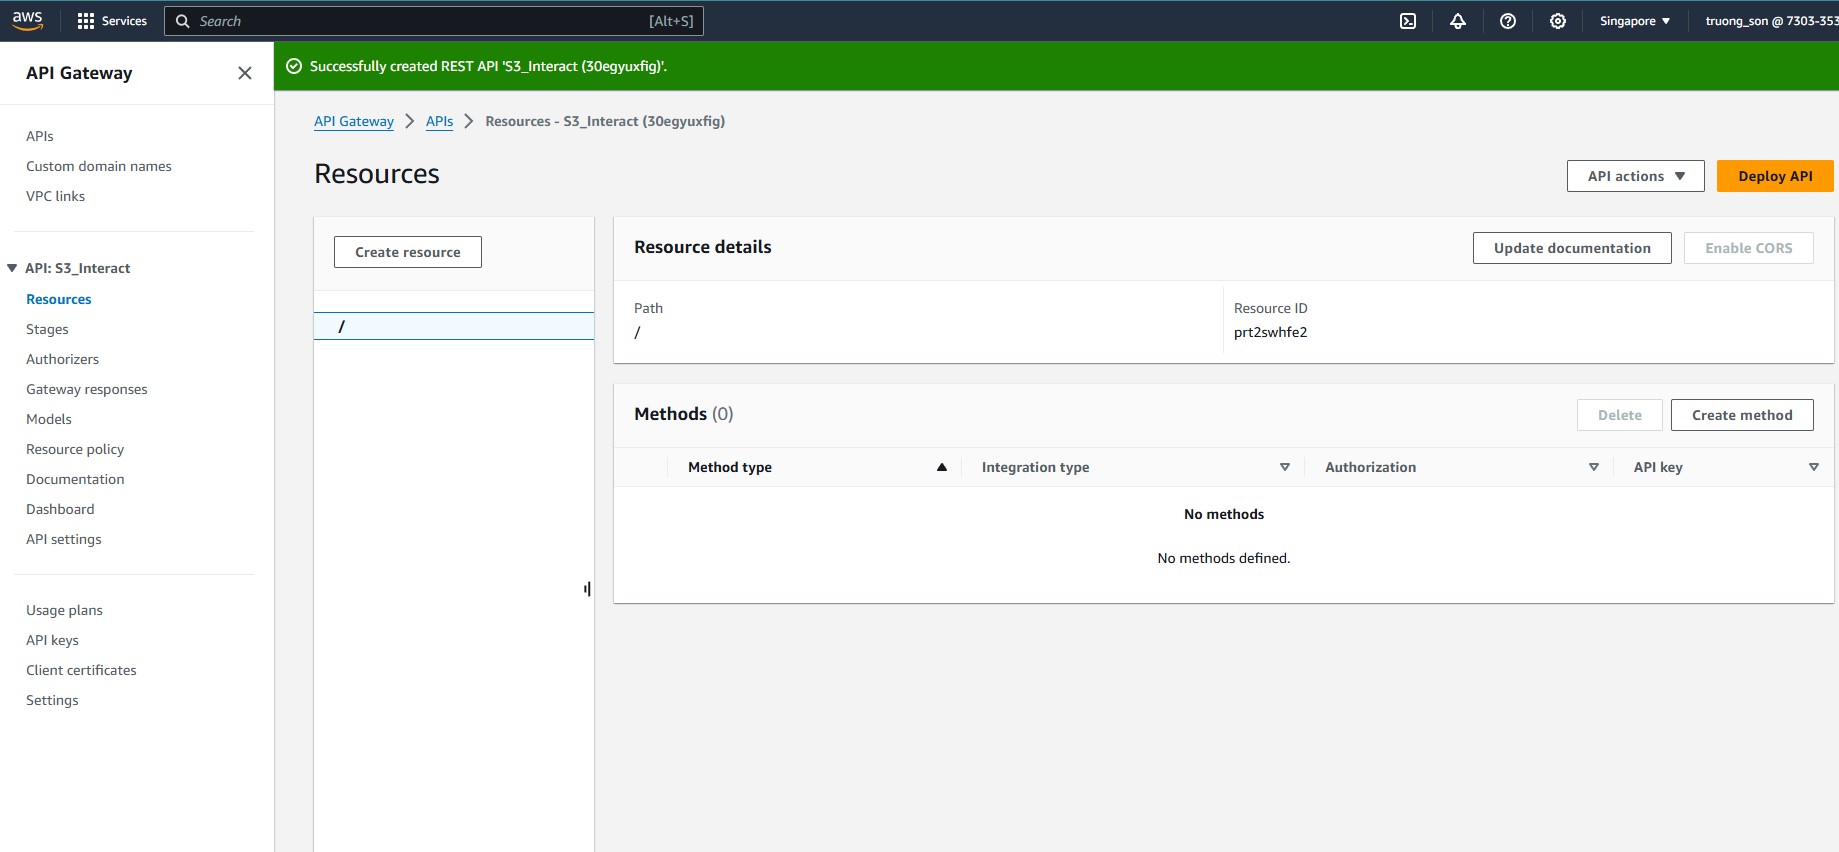 aws Services Search [Alt+S] Singapore truong_son @ 7303-353
API Gateway
Successfully created REST API 'S3_Interact (30egyuxfig)'.
APIs
Custom domain names
VPC links
API: S3_Interact
Resources
Stages
Authorizers
Gateway responses
Models
Resource policy
Documentation
Dashboard
API settings
Usage plans
API keys
Client certificates
Settings
API Gateway APIs Resources - S3_Interact (30egyuxfig)
Resources
API actions Deploy API
Create resource
/
Resource details
Update documentation Enable CORS
Path
/
Resource ID
prt2swhfe2
Methods (0)
Delete Create method
Method type Integration type Authorization API key
No methods
No methods defined.